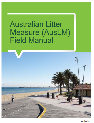 Australian Litter
Measure (AusLM)
Field Manual